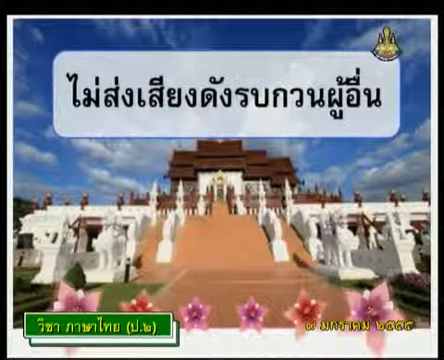 ไม่ส่งเสียงดังรบกวนผู้อื่น
วิชา ภาษาไทย (ป.๒)
๙ มกราคม ๒๕๕๕